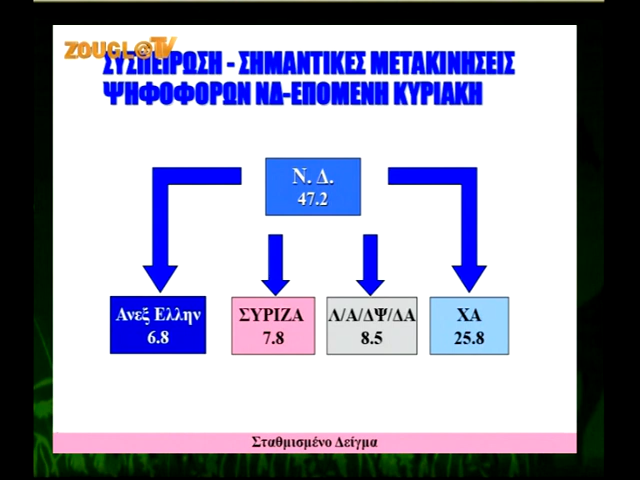 ZOUGL@TV
ΣΥΣΠΕΙΡΩΣΗ - ΣΗΜΑΝΤΙΚΕΣ ΜΕΤΑΚΙΝΗΣΕΙΣ
ΨΗΦΟΦΟΡΩΝ ΝΔ-ΕΠΟΜΕΝΗ ΚΥΡΙΑΚΗ
Ν. Δ.
47.2
Ανεξ Ελλην
6.8
ΣΥΡΙΖΑ
7.8
Λ/Α/ΔΨ/ΔΑ
8.5
ΧΑ
25.8
Σταθμισμένο Δείγμα